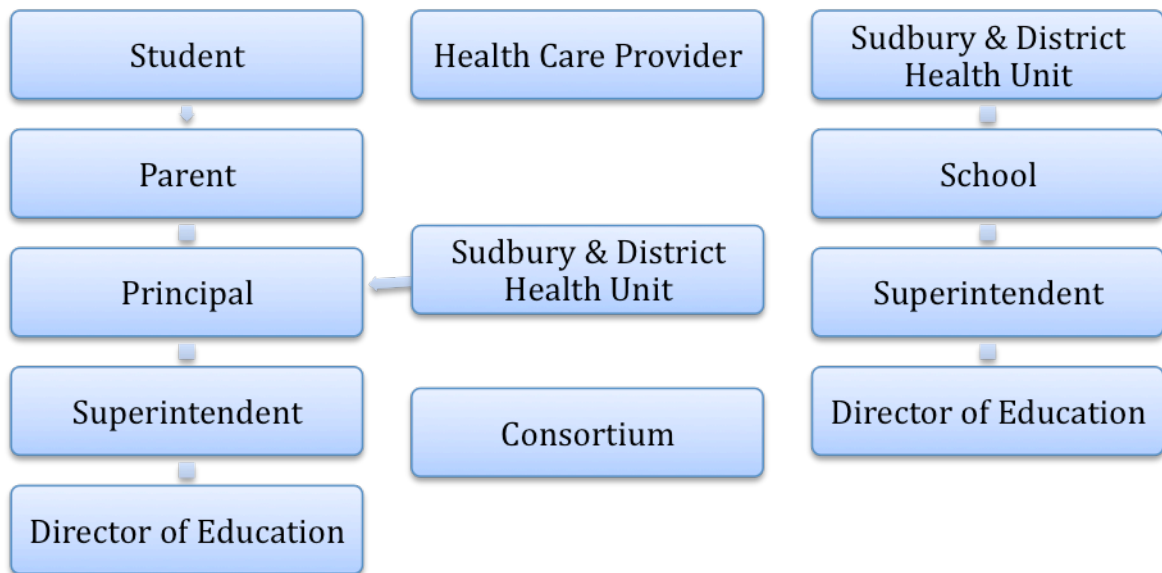 Student
Parent
Principal
Superintendent
Director of Education
Health Care Provider
Sudbury & District
Health Unit
Consortium
Sudbury & District
Health Unit
School
Superintendent
Director of Education